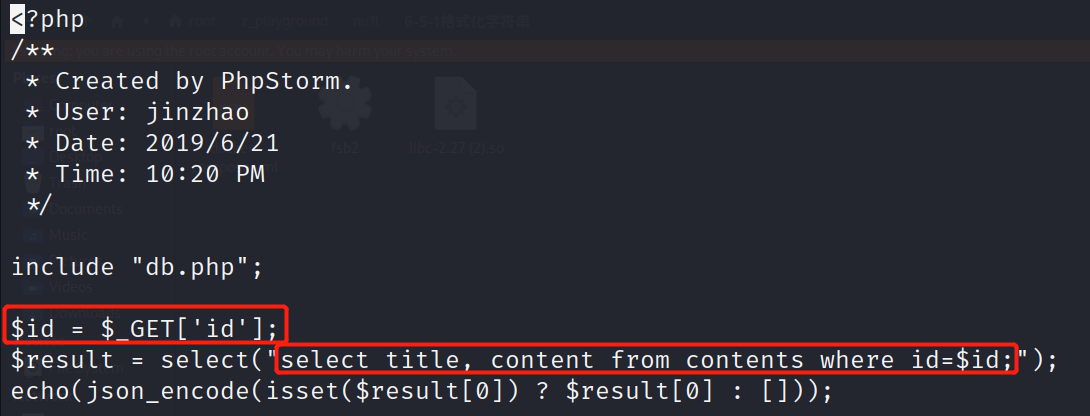 <?php
/**
 * Created by PhpStorm.
 * User: jinzhao
 * Date: 2019/6/21
 * Time: 10:20 PM
 */
include "db.php";
$id = $_GET['id'];
$result = select("select title, content from contents where id=$id;");
echo(json_encode(isset($result[0]) ? $result[0] : []));